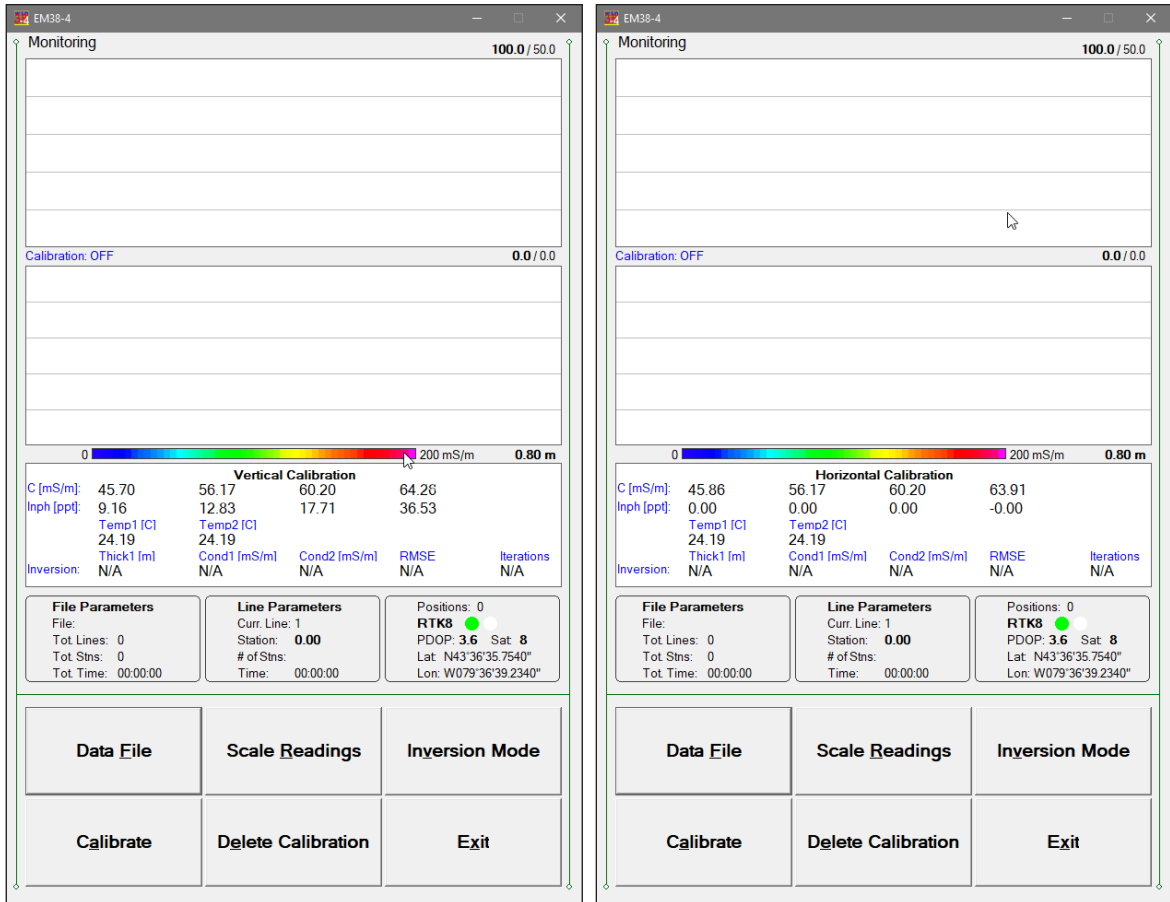 EM38-4
Monitoring
100.0 / 50.0
Calibration: OFF
0.0 / 0.0
0 200 mS/m 0.80 m
Vertical Calibration
C [mS/m]: 45.70 56.17 60.20 64.26
Inph [ppt]: 9.16 12.83 17.71 36.53
Temp1 [C] Temp2 [C]
24.19 24.19
Thick1 [m] Cond1 [mS/m] Cond2 [mS/m] RMSE Iterations
Inversion: N/A N/A N/A N/A N/A
File Parameters
File:
Tot. Lines: 0
Tot. Stns: 0
Tot. Time: 00:00:00
Line Parameters
Curr. Line: 1
Station: 0.00
# of Stns:
Time: 00:00:00
Positions: 0
RTK8
PDOP: 3.6 Sat: 8
Lat: N43°36'35.7540"
Lon: W079°36'39.2340"
Data File
Scale Readings
Inversion Mode
Calibrate
Delete Calibration
Exit
EM38-4
Monitoring
100.0 / 50.0
Calibration: OFF
0.0 / 0.0
0 200 mS/m 0.80 m
Horizontal Calibration
C [mS/m]: 45.86 56.17 60.20 63.91
Inph [ppt]: 0.00 0.00 0.00 -0.00
Temp1 [C] Temp2 [C]
24.19 24.19
Thick1 [m] Cond1 [mS/m] Cond2 [mS/m] RMSE Iterations
Inversion: N/A N/A N/A N/A N/A
File Parameters
File:
Tot. Lines: 0
Tot. Stns: 0
Tot. Time: 00:00:00
Line Parameters
Curr. Line: 1
Station: 0.00
# of Stns:
Time: 00:00:00
Positions: 0
RTK8
PDOP: 3.6 Sat: 8
Lat: N43°36'35.7540"
Lon: W079°36'39.2340"
Data File
Scale Readings
Inversion Mode
Calibrate
Delete Calibration
Exit